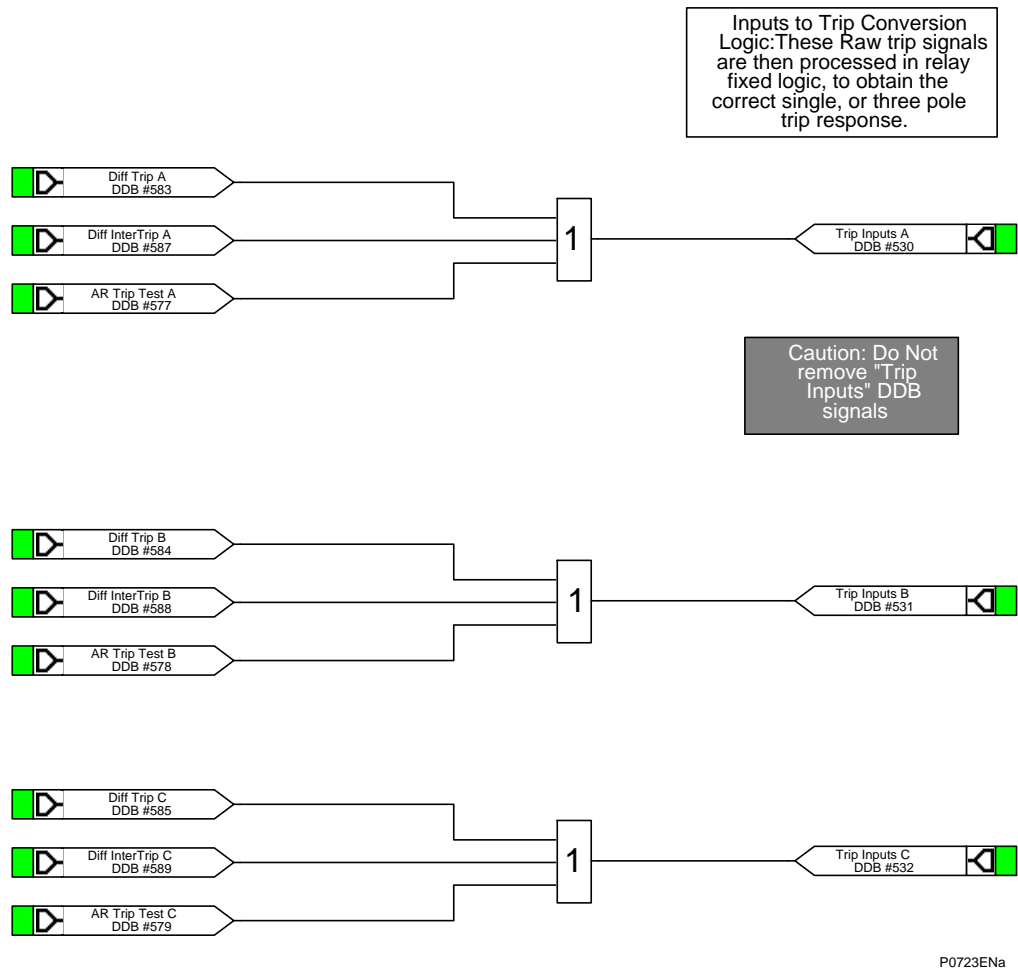 Inputs to Trip Conversion
Logic:These Raw trip signals
are then processed in relay
fixed logic, to obtain the
correct single, or three pole
trip response.
Diff Trip A
DDB #583
Diff InterTrip A
DDB #587
AR Trip Test A
DDB #577
1
Trip Inputs A
DDB #530
Caution: Do Not
remove "Trip
Inputs" DDB
signals
Diff Trip B
DDB #584
Diff InterTrip B
DDB #588
AR Trip Test B
DDB #578
1
Trip Inputs B
DDB #531
Diff Trip C
DDB #585
Diff InterTrip C
DDB #589
AR Trip Test C
DDB #579
1
Trip Inputs C
DDB #532
P0723ENa